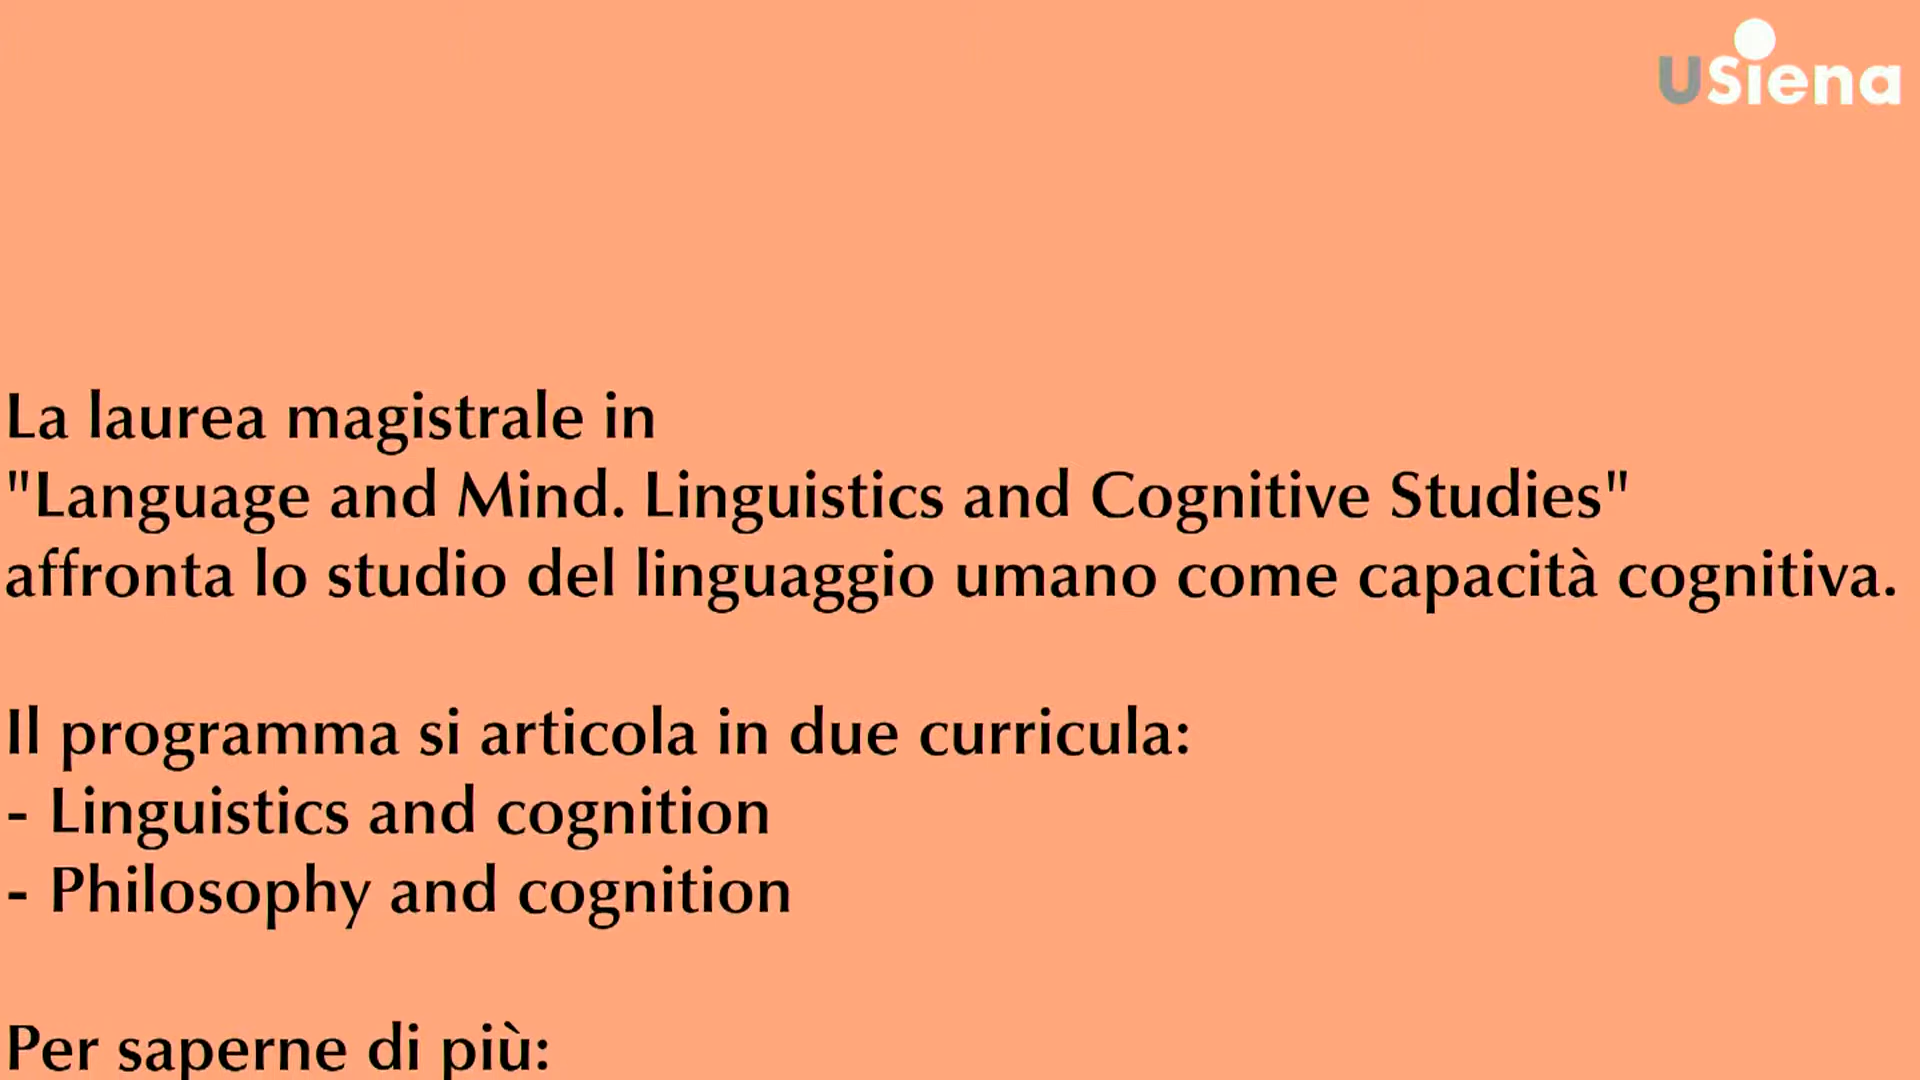 USiena
La laurea magistrale in
"Language and Mind. Linguistics and Cognitive Studies"
affronta lo studio del linguaggio umano come capacità cognitiva.
Il programma si articola in due curricula:
- Linguistics and cognition
- Philosophy and cognition
Per saperne di più: